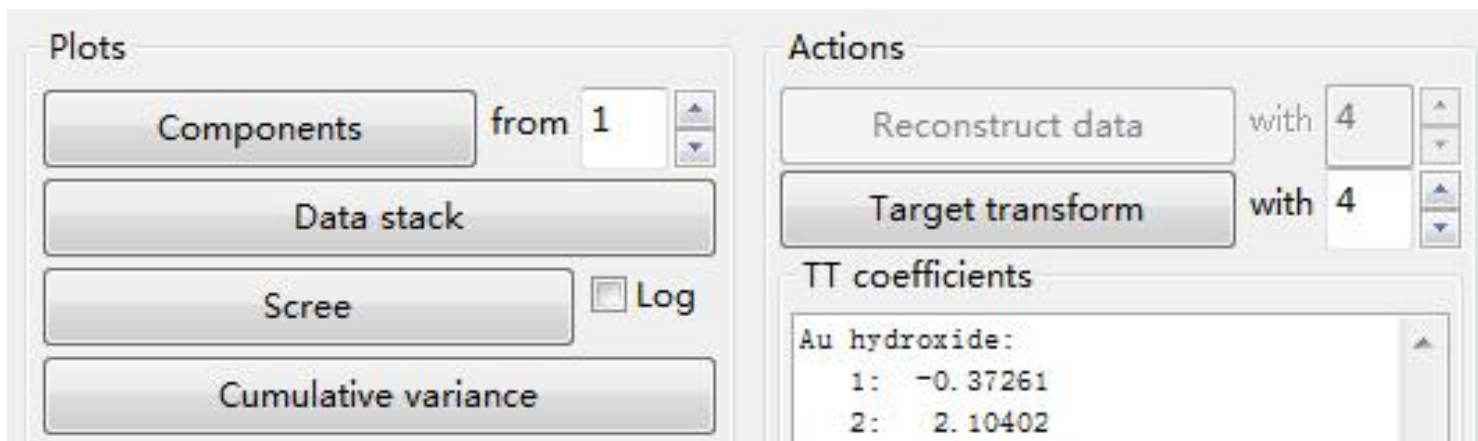 Plots
Components from 1
Data stack
Scree Log
Cumulative variance
Actions
Reconstruct data with 4
Target transform with 4
TT coefficients
Au hydroxide:
1: -0.37261
2: 2.10402